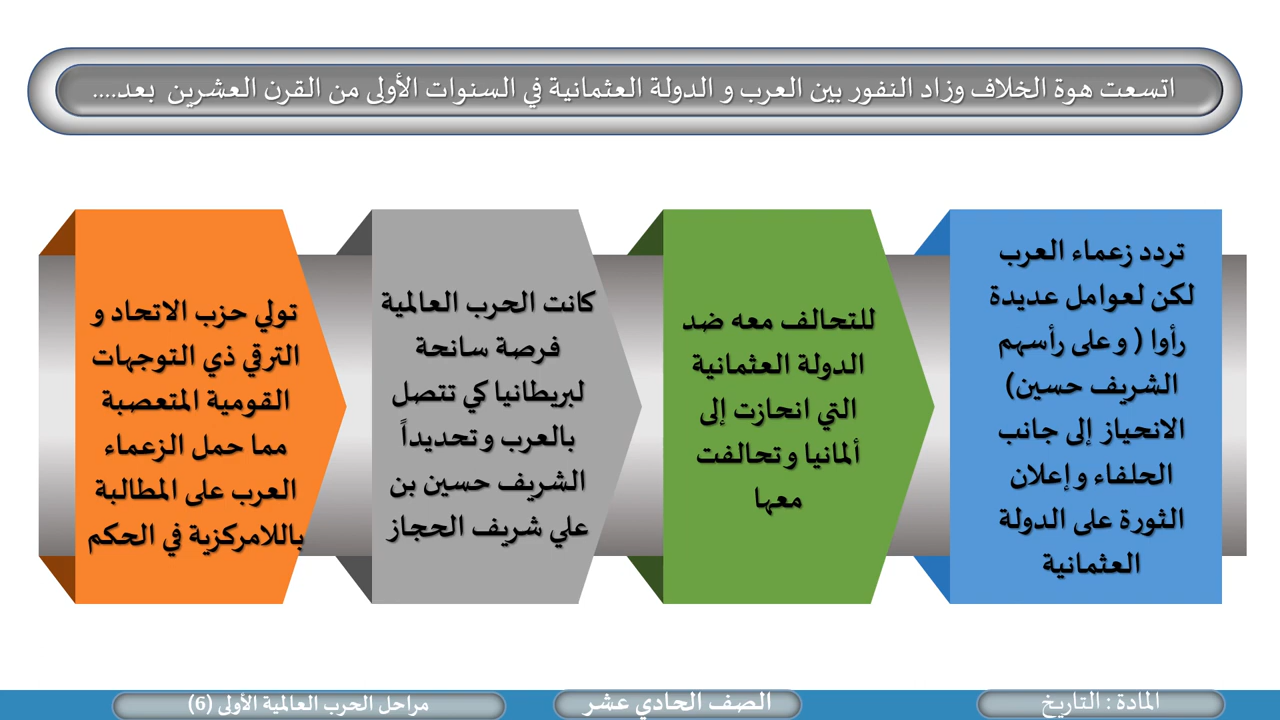 اتسعت هوة الخلاف وزاد النفور بين العرب و الدولة العثمانية في السنوات الأولى من القرن العشرين بعد....
تولي حزب الاتحاد و
الترقي ذي التوجهات
القومية المتعصبة
مما حمل الزعماء
العرب على المطالبة
باللامركزية في الحكم
كانت الحرب العالمية
فرصة سانحة
لبريطانيا كي تتصل
بالعرب وتحديداً
الشريف حسين بن
علي شريف الحجاز
للتحالف معه ضد
الدولة العثمانية
التي انحازت إلى
ألمانيا وتحالفت
معها
تردد زعماء العرب
لكن لعوامل عديدة
رأوا ( وعلى رأسهم
الشريف حسين)
الانحياز إلى جانب
الحلفاء وإعلان
الثورة على الدولة
العثمانية
المادة : التاريخ
الصف الحادي عشر
مراحل الحرب العالمية الأولى (6)